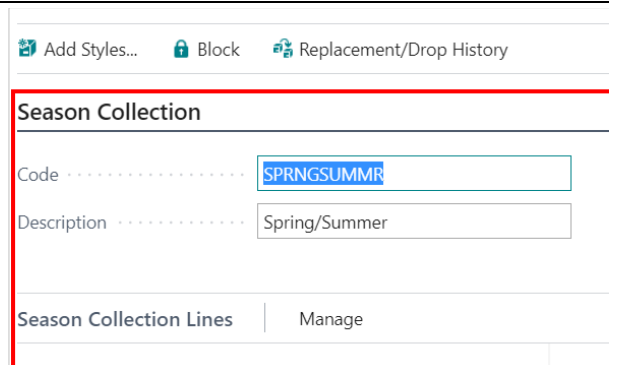 Add Styles... Block Replacement/Drop History
Season Collection
Code SPRNGSUMMR
Description Spring/Summer
Season Collection Lines Manage